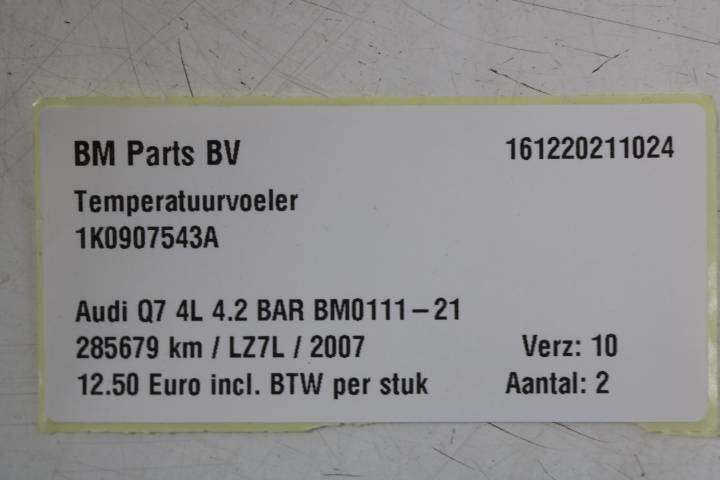 BM Parts BV 161220211024
Temperatuurvoeler
1K0907543A
Audi Q7 4L 4.2 BAR BM0111-21
285679 km / LZ7L / 2007 Verz: 10
12.50 Euro incl. BTW per stuk Aantal: 2